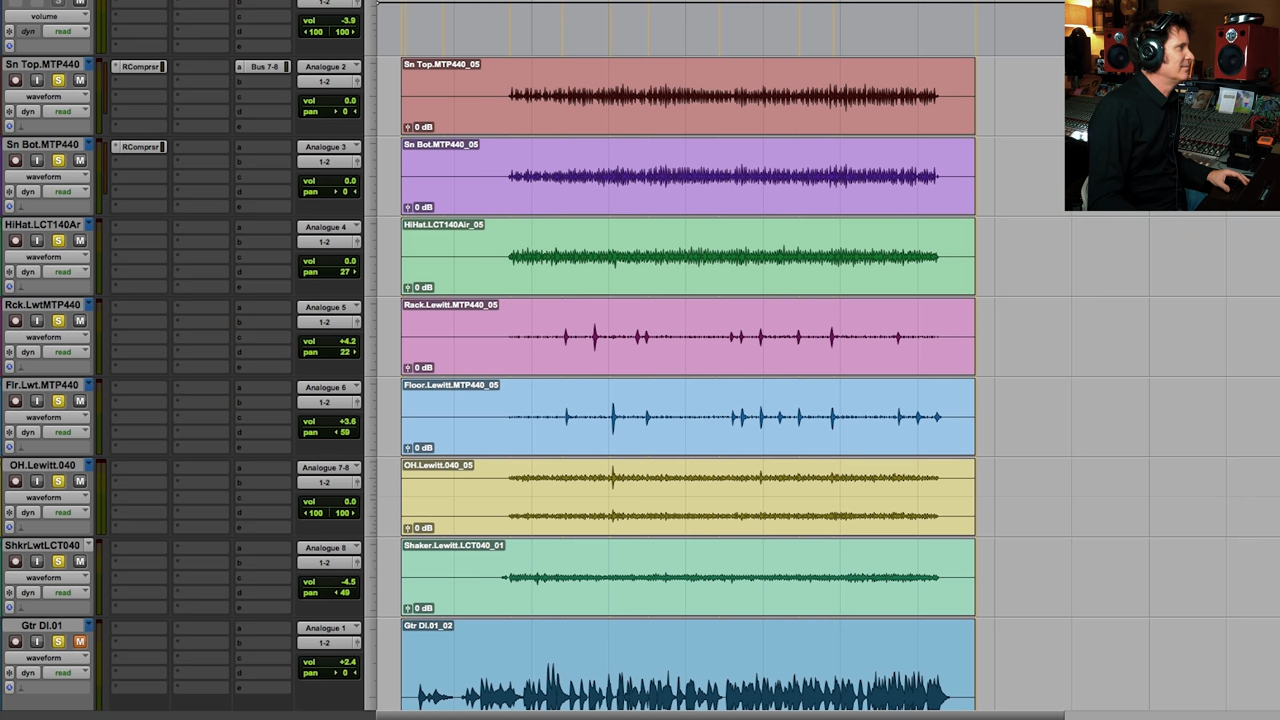 S M
volume
dyn read
vol -3.9
100 100
c
d
e
Sn Top.MTP440
I S M
waveform
dyn read
RComprsr
a Bus 7-8
b
c
d
e
Analogue 2
1-2
vol 0.0
pan 0
Sn Top.MTP440_05
0 dB
Sn Bot.MTP440
I S M
waveform
dyn read
RComprsr
a
b
c
d
e
Analogue 3
1-2
vol 0.0
pan 0
Sn Bot.MTP440_05
0 dB
HiHat.LCT140Ar
I S M
waveform
dyn read
a
b
c
d
e
Analogue 4
1-2
vol 0.0
pan 27
HiHat.LCT140Air_05
0 dB
Rck.LwtMTP440
I S M
waveform
dyn read
a
b
c
d
e
Analogue 5
1-2
vol +4.2
pan 22
Rack.Lewitt.MTP440_05
0 dB
Flr.Lwt.MTP440
I S M
waveform
dyn read
a
b
c
d
e
Analogue 6
1-2
vol +3.6
pan 59
Floor.Lewitt.MTP440_05
0 dB
OH.Lewitt.040
I S M
waveform
dyn read
a
b
c
d
e
Analogue 7-8
1-2
vol 0.0
100 100
OH.Lewitt.040_05
0 dB
ShkrLwtLCT040
I S M
waveform
dyn read
a
b
c
d
e
Analogue 8
1-2
vol -4.5
pan 49
Shaker.Lewitt.LCT040_01
0 dB
Gtr DI.01
I S M
waveform
dyn read
a
b
c
d
e
Analogue 1
1-2
vol +2.4
pan 0
Gtr DI.01_02